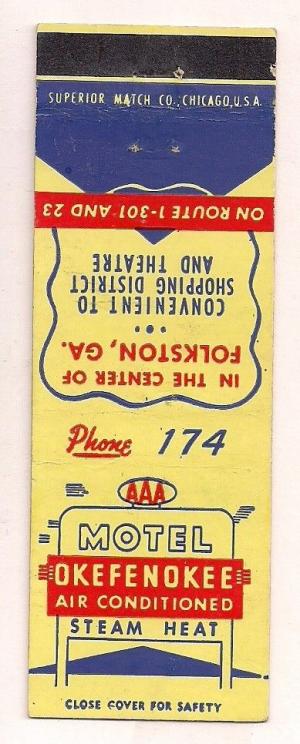 SUPERIOR MATCH CO., CHICAGO, U.S.A.
ON ROUTE 1-301 AND 23
IN THE CENTER OF
FOLKSTON, GA.
CONVENIENT TO
SHOPPING DISTRICT
AND THEATRE
Phone 174
AAA
MOTEL
OKEFENOKEE
AIR CONDITIONED
STEAM HEAT
CLOSE COVER FOR SAFETY